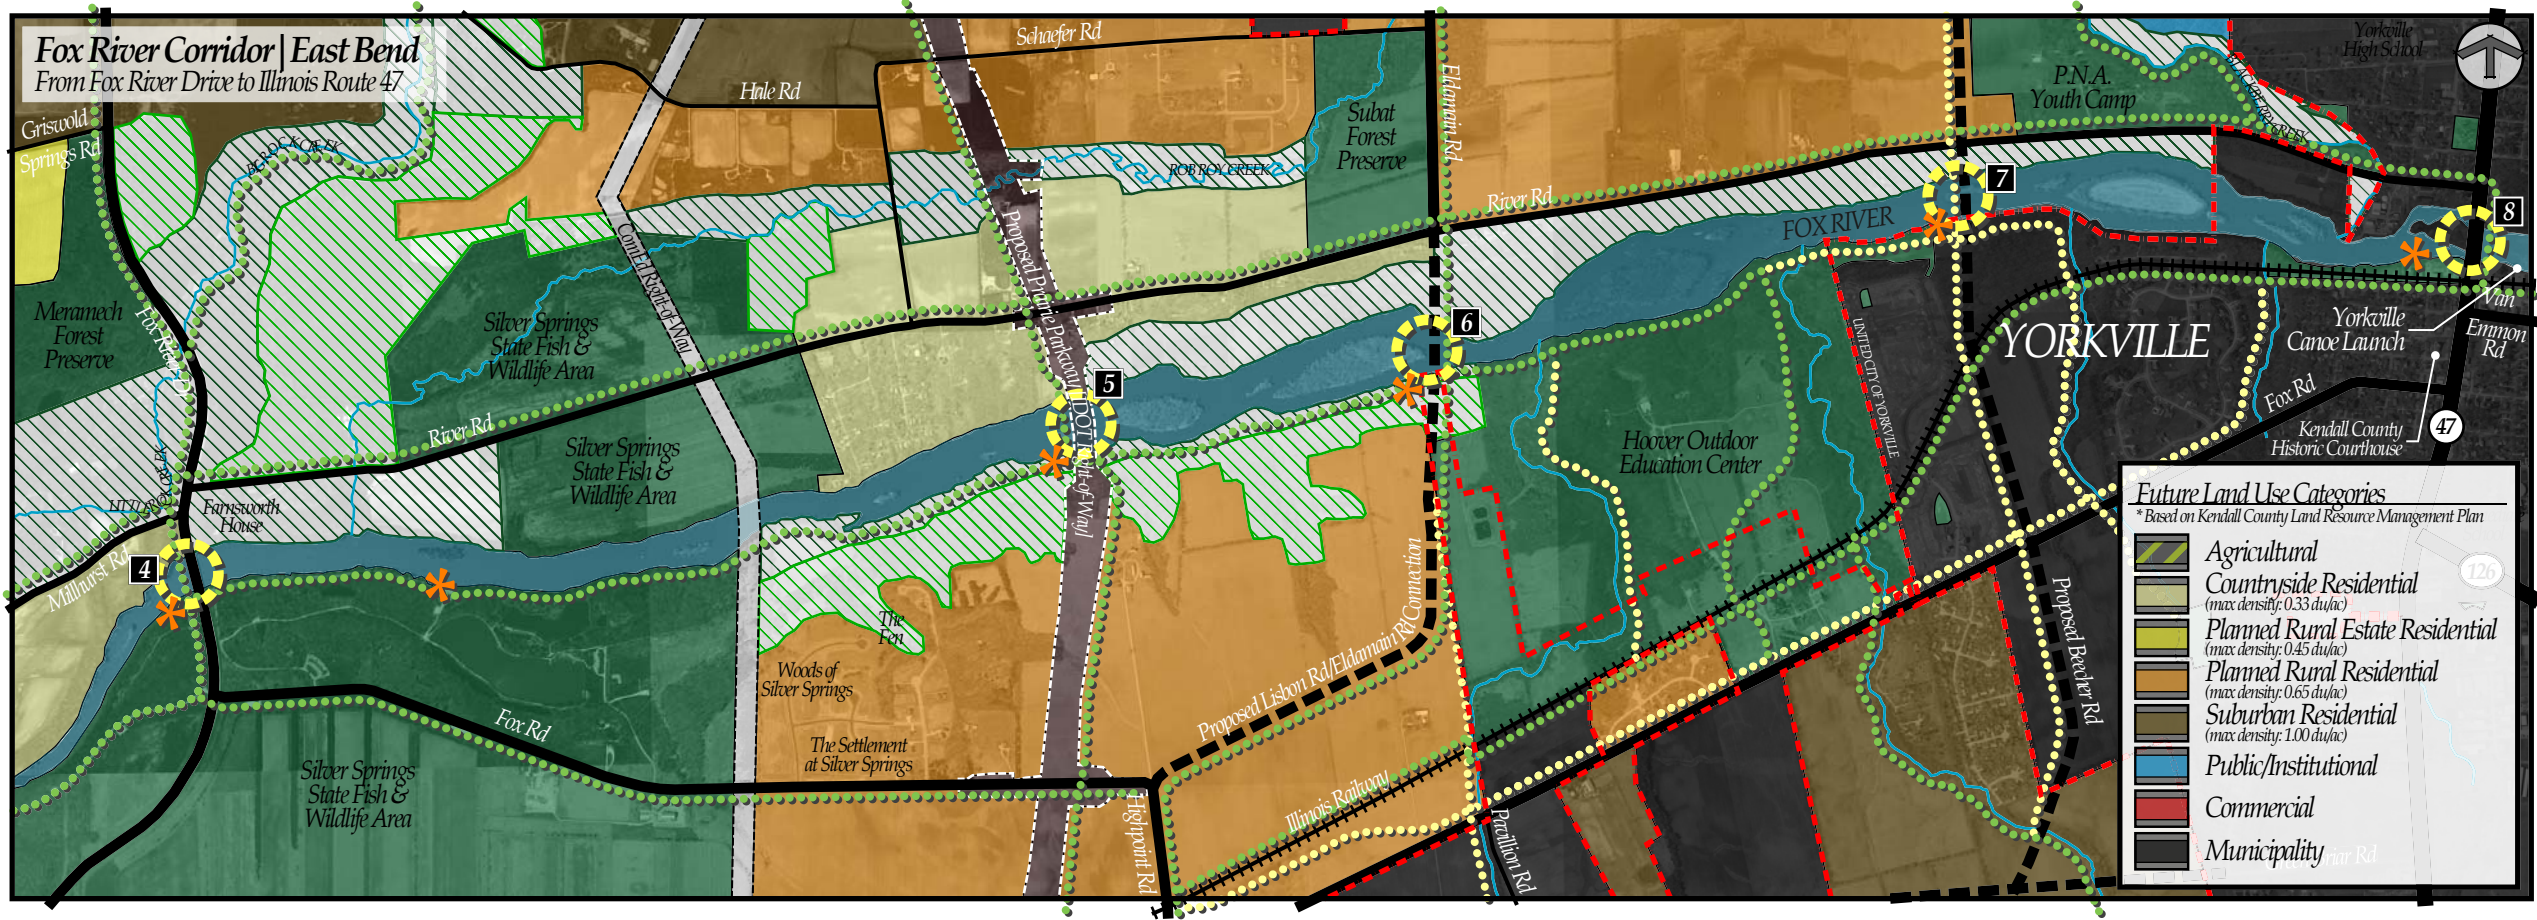 Fox River Corridor | East Bend
From Fox River Drive to Illinois Route 47
Griswold
Springs Rd
Hale Rd
Schaefer Rd
Eldamain Rd
Subat
Forest
Preserve
P.N.A.
Youth Camp
Yorkville
High School
BLACKBERRY CREEK
ROB ROY CREEK
River Rd
FOX RIVER
7
8
Meramech
Forest
Preserve
Fox River Dr
ComEd Right-of-Way
Proposed Prairie Parkway
Silver Springs
State Fish &
Wildlife Area
5
6
YORKVILLE
UNITED CITY OF YORKVILLE
Yorkville
Canoe Launch
Van
Emmon
Rd
Fox Rd
Kendall County
Historic Courthouse
47
River Rd
Silver Springs
State Fish &
Wildlife Area
Hoover Outdoor
Education Center
Farnsworth
House
4
Millhurst Rd
The
Fen
Woods of
Silver Springs
Proposed Lisbon Rd/Eldamain Rd Connection
Proposed Beecher Rd
Fox Rd
The Settlement
at Silver Springs
Silver Springs
State Fish &
Wildlife Area
Highpoint Rd
Illinois Railway
Pavillion Rd
Future Land Use Categories
* Based on Kendall County Land Resource Management Plan
Agricultural
Countryside Residential
(max density: 0.33 du/ac)
126
Planned Rural Estate Residential
(max density: 0.45 du/ac)
Planned Rural Residential
(max density: 0.65 du/ac)
Suburban Residential
(max density: 1.00 du/ac)
Public/Institutional
Commercial
Municipality